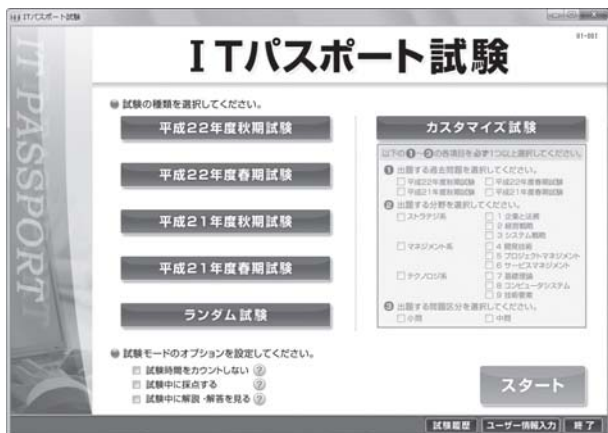 ITパスポート試験
01-001
ITパスポート試験
IT PASSPORT
試験の種類を選択してください。
平成22年度秋期試験
平成22年度春期試験
平成21年度秋期試験
平成21年度春期試験
ランダム試験
カスタマイズ試験
以下の❶~❸の各項目を必ず1つ以上選択してください。
❶ 出題する過去問題を選択してください。
平成22年度秋期試験 平成22年度春期試験
平成21年度秋期試験 平成21年度春期試験
❷ 出題する分野を選択してください。
ストラテジ系 1 企業と法務
2 経営戦略
3 システム戦略
マネジメント系 4 開発技術
5 プロジェクトマネジメント
6 サービスマネジメント
テクノロジ系 7 基礎理論
8 コンピュータシステム
9 技術要素
❸ 出題する問題区分を選択してください。
小問 中問
試験モードのオプションを設定してください。
試験時間をカウントしない ?
試験中に採点する ?
試験中に解説・解答を見る ?
スタート
試験履歴 ユーザー情報入力 終了